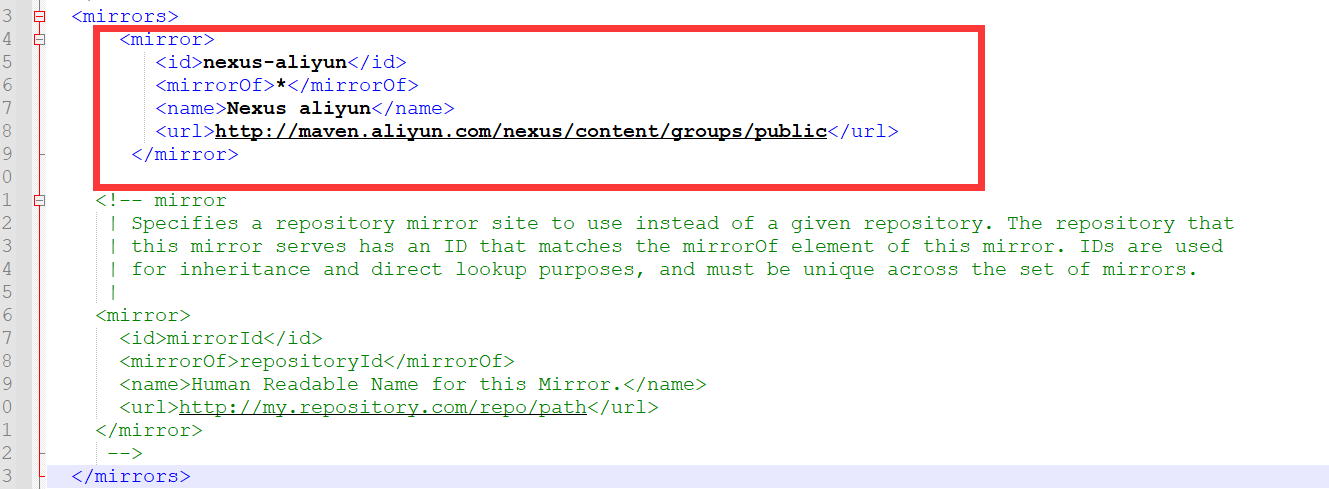 3 <mirrors>
4 <mirror>
5 <id>nexus-aliyun</id>
6 <mirrorOf>*</mirrorOf>
7 <name>Nexus aliyun</name>
8 <url>http://maven.aliyun.com/nexus/content/groups/public</url>
9 </mirror>
0
1 <!-- mirror
2 | Specifies a repository mirror site to use instead of a given repository. The repository that
3 | this mirror serves has an ID that matches the mirrorOf element of this mirror. IDs are used
4 | for inheritance and direct lookup purposes, and must be unique across the set of mirrors.
5 |
6 <mirror>
7 <id>mirrorId</id>
8 <mirrorOf>repositoryId</mirrorOf>
9 <name>Human Readable Name for this Mirror.</name>
0 <url>http://my.repository.com/repo/path</url>
1 </mirror>
2 -->
3 </mirrors>